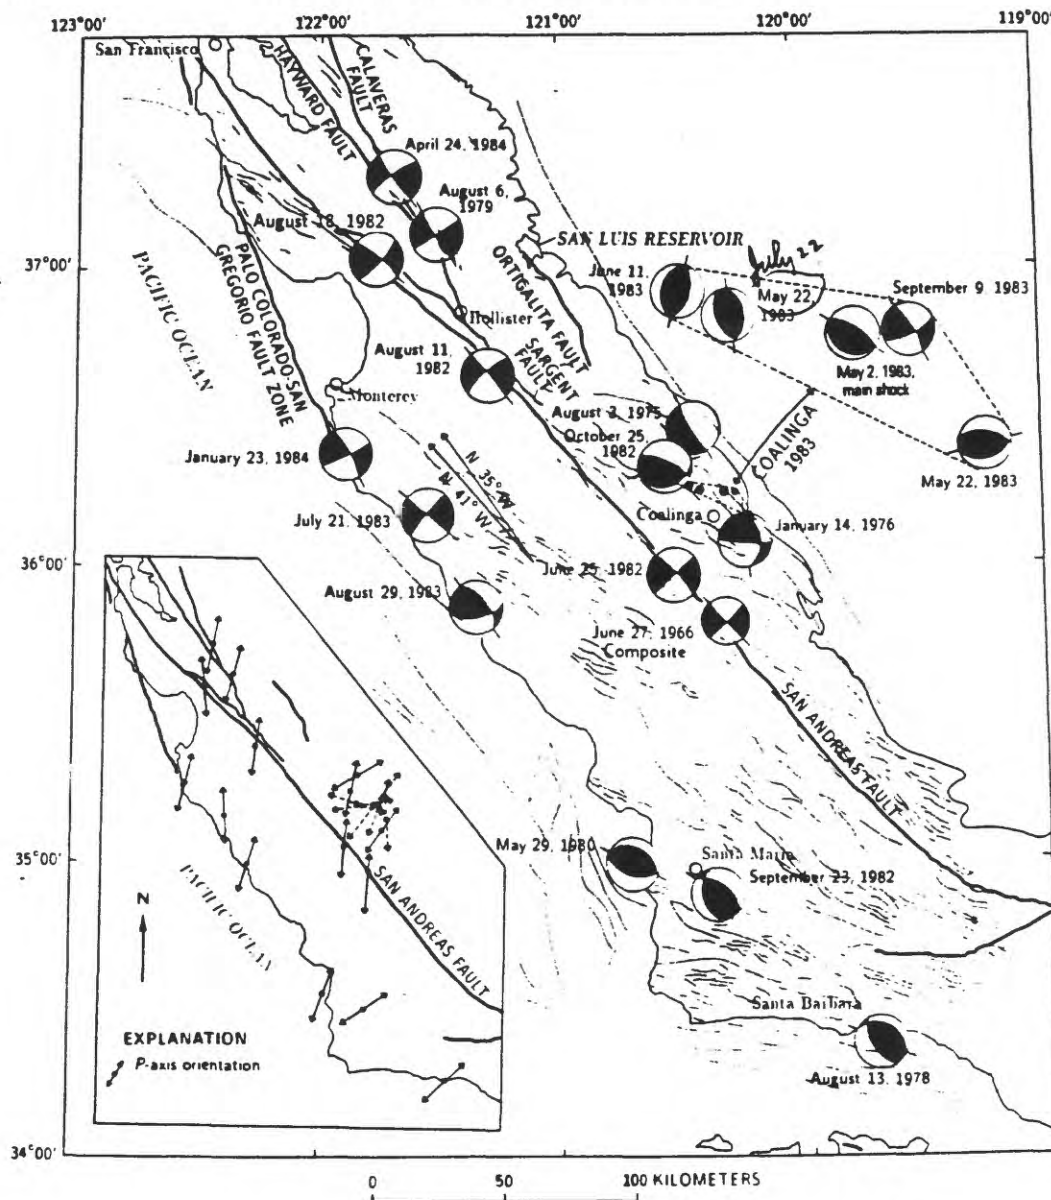 123°00'
122°00'
121°00'
120°00'
119°00'
San Francisco
HAYWARD FAULT
CALAVERAS
FAULT
April 24, 1984
August 6,
1979
August 18, 1982
37°00'
PACIFIC OCEAN
PALO COLORADO-SAN
GREGORIO FAULT ZONE
SAN LUIS RESERVOIR
ORTIGALITA FAULT
July 22
June 11,
1983
May 22,
1983
September 9, 1983
Hollister
SARGENT
FAULT
August 11,
1982
May 2, 1983,
main shock
Monterey
August 3, 1975
October 25,
1982
COALINGA
1983
January 23, 1984
N 35° W
N 41° W
May 22, 1983
July 21, 1983
Coalinga
January 14, 1976
36°00'
June 25, 1982
August 29, 1983
June 27, 1966
Composite
SAN ANDREAS FAULT
35°00'
May 29, 1980
Santa Maria
September 23, 1982
SAN ANDREAS FAULT
PACIFIC OCEAN
N
Santa Barbara
EXPLANATION
P-axis orientation
August 13, 1978
34°00'
0 50 100 KILOMETERS